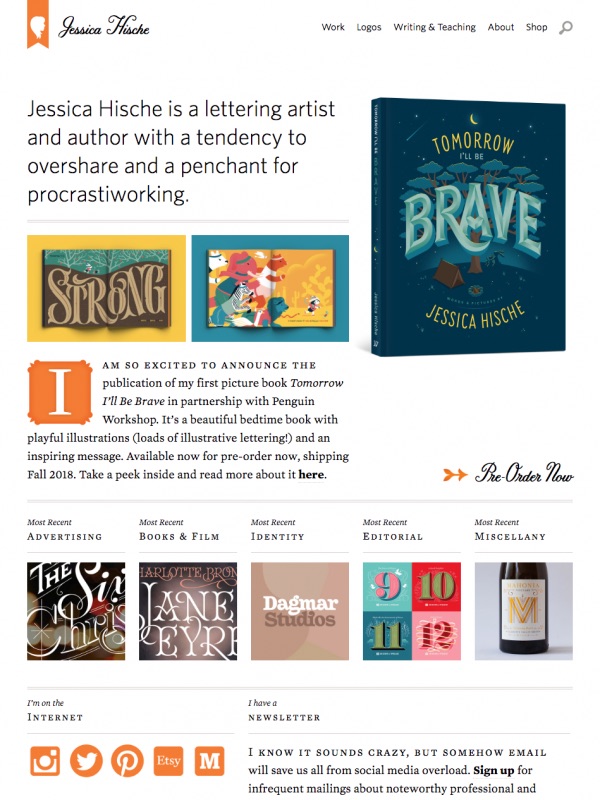 Jessica Hische
Work Logos Writing & Teaching About Shop
Jessica Hische is a lettering artist
and author with a tendency to
overshare and a penchant for
procrastiworking.
TOMORROW
I'LL BE
BRAVE
WORDS & PICTURES BY
JESSICA HISCHE
STRONG
I AM SO EXCITED TO ANNOUNCE THE
publication of my first picture book Tomorrow
I'll Be Brave in partnership with Penguin
Workshop. It's a beautiful bedtime book with
playful illustrations (loads of illustrative lettering!) and an
inspiring message. Available now for pre-order now, shipping
Fall 2018. Take a peek inside and read more about it here.
Pre-Order Now
Most Recent
Advertising
Most Recent
Books & Film
Most Recent
Identity
Most Recent
Editorial
Most Recent
Miscellany
THE Six
Chris
CHARLOTTE BRON
JANE
EYRE
Dagmar
Studios
9 10
11 12
M
I'm on the
Internet
I have a
newsletter
Etsy
M
I KNOW IT SOUNDS CRAZY, BUT SOMEHOW EMAIL
will save us all from social media overload. Sign up for
infrequent mailings about noteworthy professional and